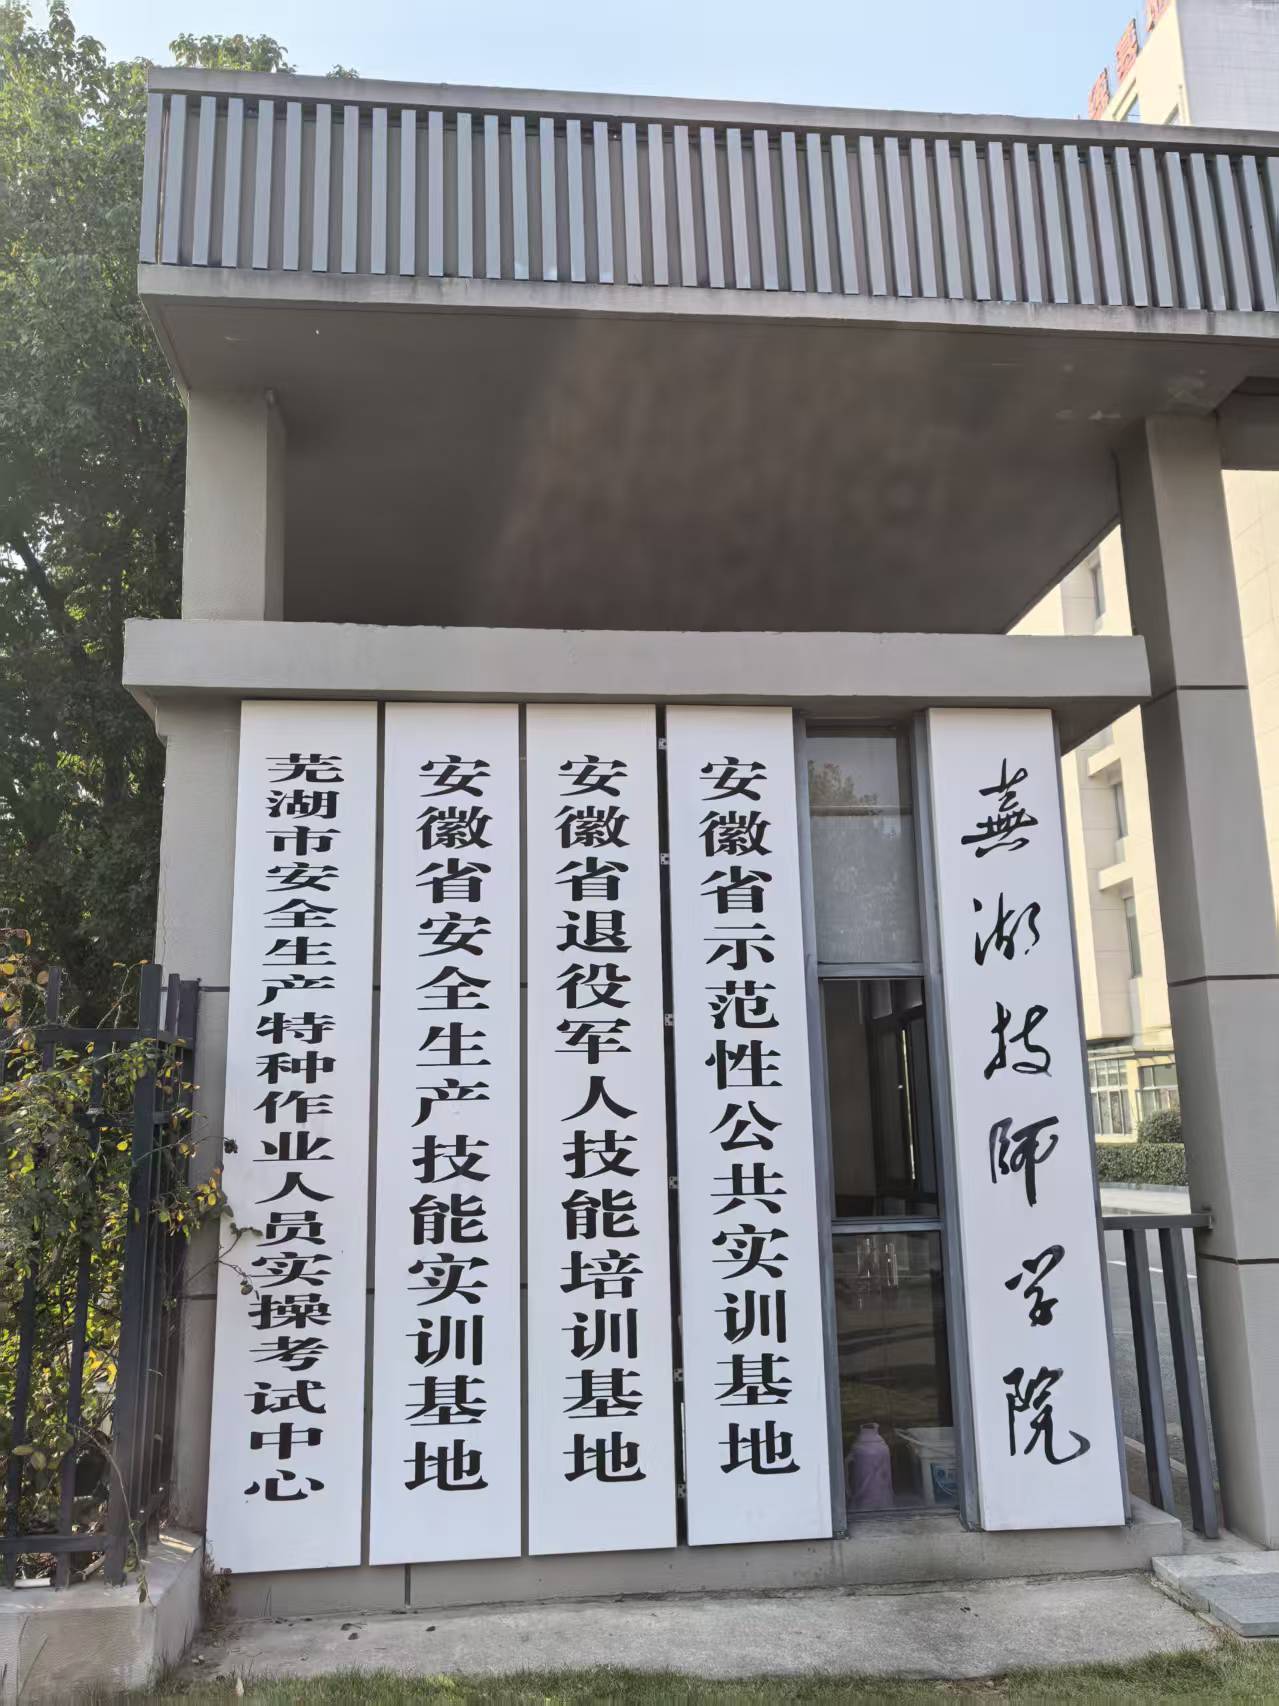 芜湖市安全生产特种作业人员实操考试中心
安徽省安全生产技能实训基地
安徽省退役军人技能培训基地
安徽省示范性公共实训基地
蕪湖技师学院